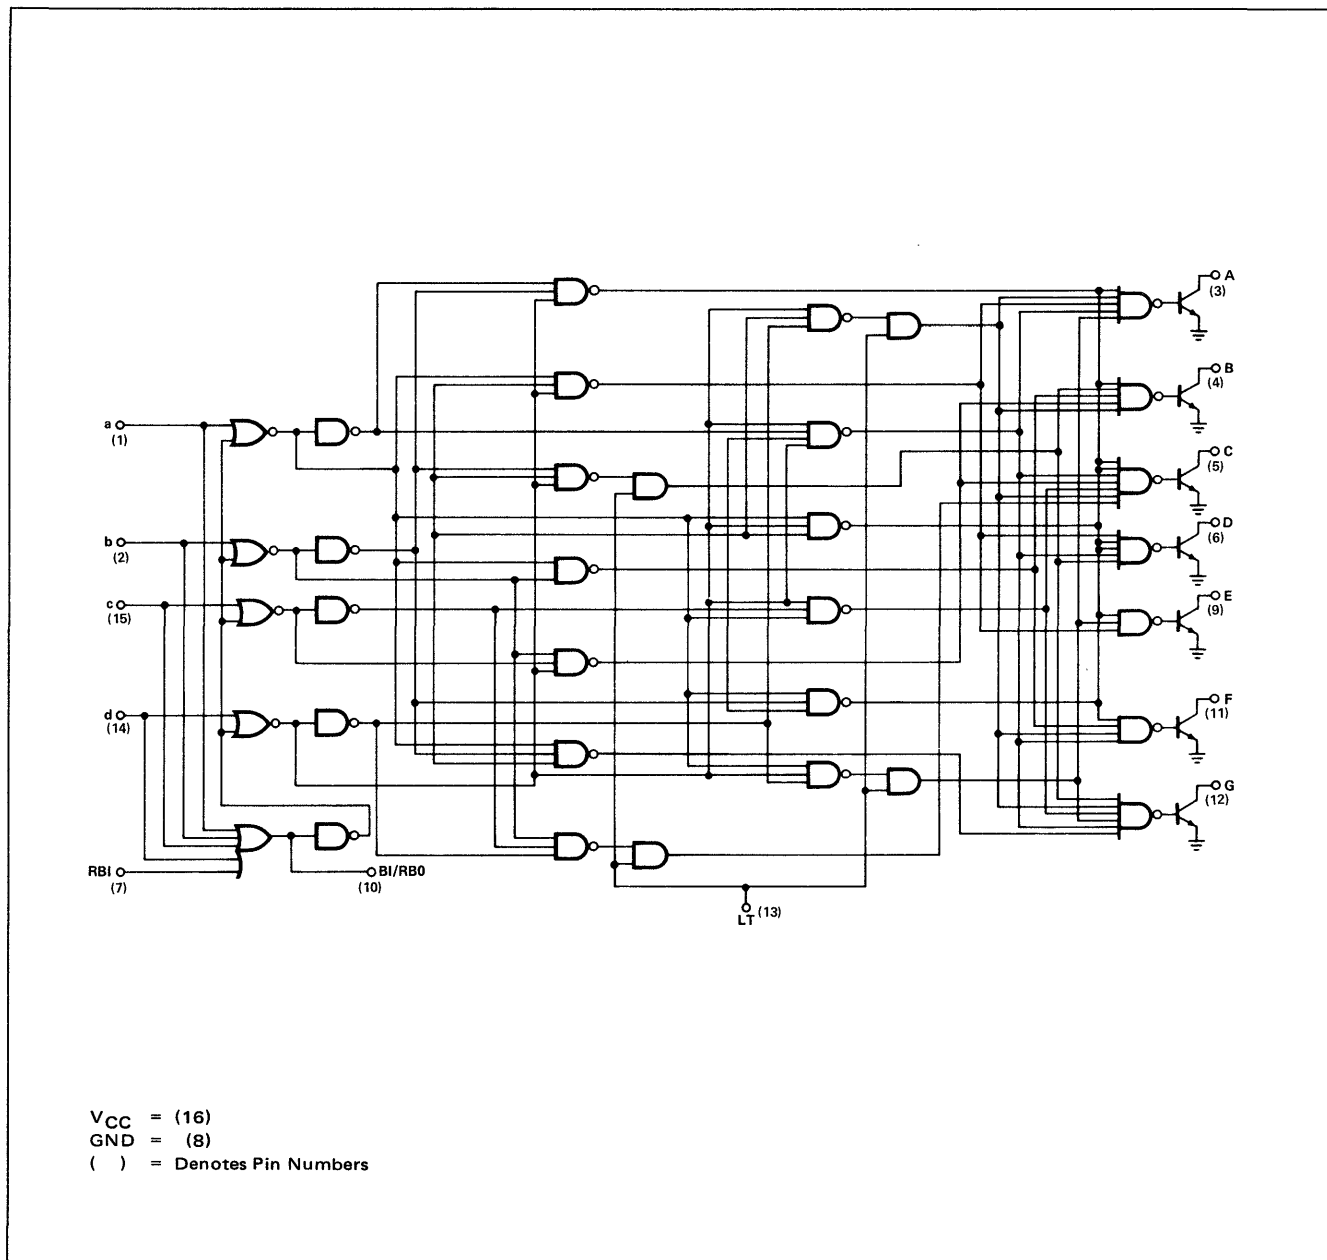 A
(3)
B
(4)
a
(1)
C
(5)
D
(6)
b
(2)
E
(9)
c
(15)
F
(11)
d
(14)
G
(12)
RBI
(7)
BI/RB0
(10)
LT (13)
VCC = (16)
GND = (8)
( ) = Denotes Pin Numbers